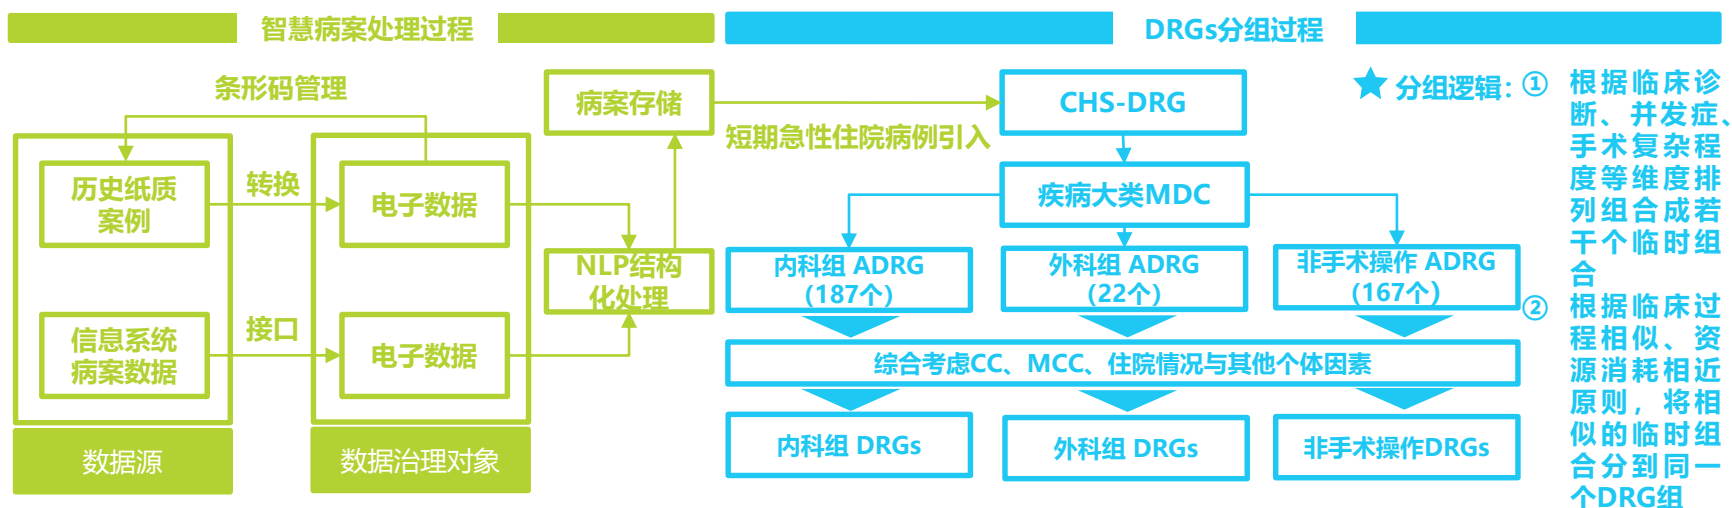 智慧病案处理过程
DRGs分组过程
条形码管理
历史纸质
案例
转换
电子数据
信息系统
病案数据
接口
电子数据
数据源
数据治理对象
病案存储
NLP结构
化处理
短期急性住院病例引入
CHS-DRG
疾病大类MDC
内科组 ADRG
（187个）
外科组 ADRG
（22个）
非手术操作 ADRG
（167个）
综合考虑CC、MCC、住院情况与其他个体因素
内科组 DRGs
外科组 DRGs
非手术操作DRGs
分组逻辑：
① 根据临床诊
断、并发症、
手术复杂程
度等维度排
列组合成若
干个临时组
合
② 根据临床过
程相似、资
源消耗相近
原则，将相
似的临时组
合分到同一
个DRG组